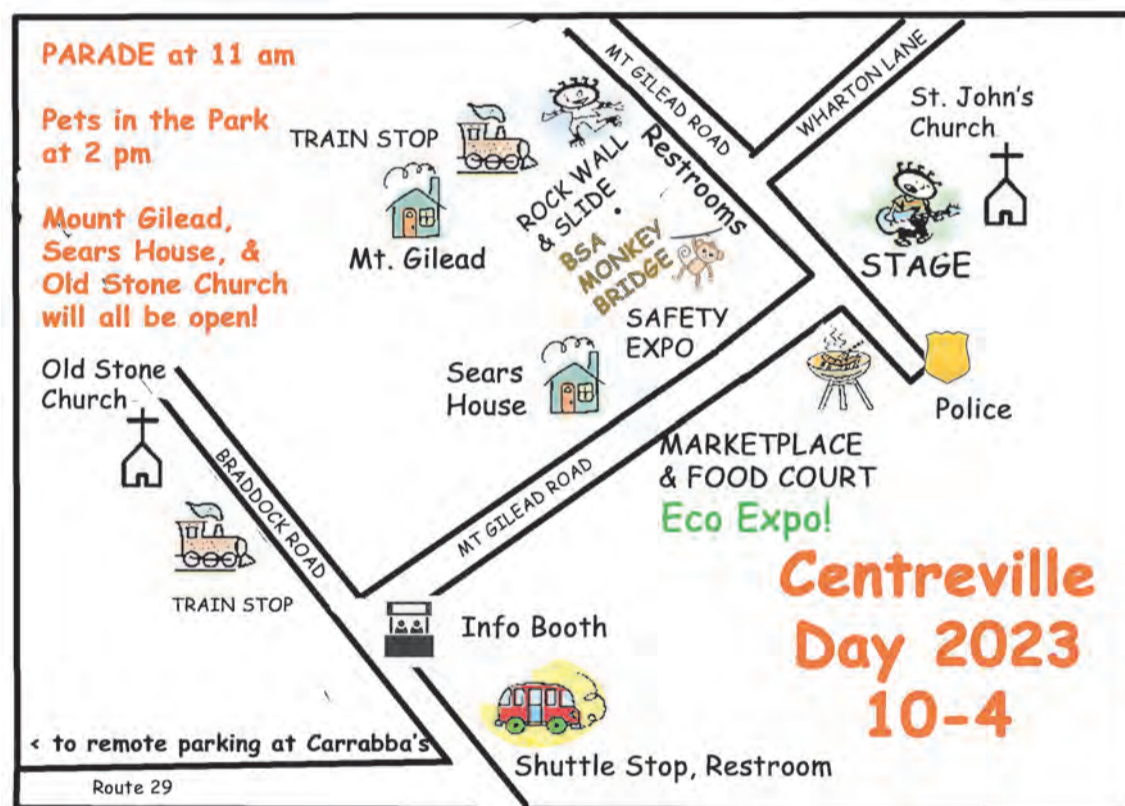 PARADE at 11 am
Pets in the Park
at 2 pm
Mount Gilead,
Sears House, &
Old Stone Church
will all be open!
TRAIN STOP
Mt. Gilead
ROCK WALL
& SLIDE
BSA
MONKEY
BRIDGE
Restrooms
MT GILEAD ROAD
WHARTON LANE
St. John's
Church
STAGE
SAFETY
EXPO
Sears
House
Police
MARKETPLACE
& FOOD COURT
Eco Expo!
MT GILEAD ROAD
Old Stone
Church
BRADDOCK ROAD
TRAIN STOP
Info Booth
Centreville
Day 2023
10-4
< to remote parking at Carrabba's
Shuttle Stop, Restroom
Route 29